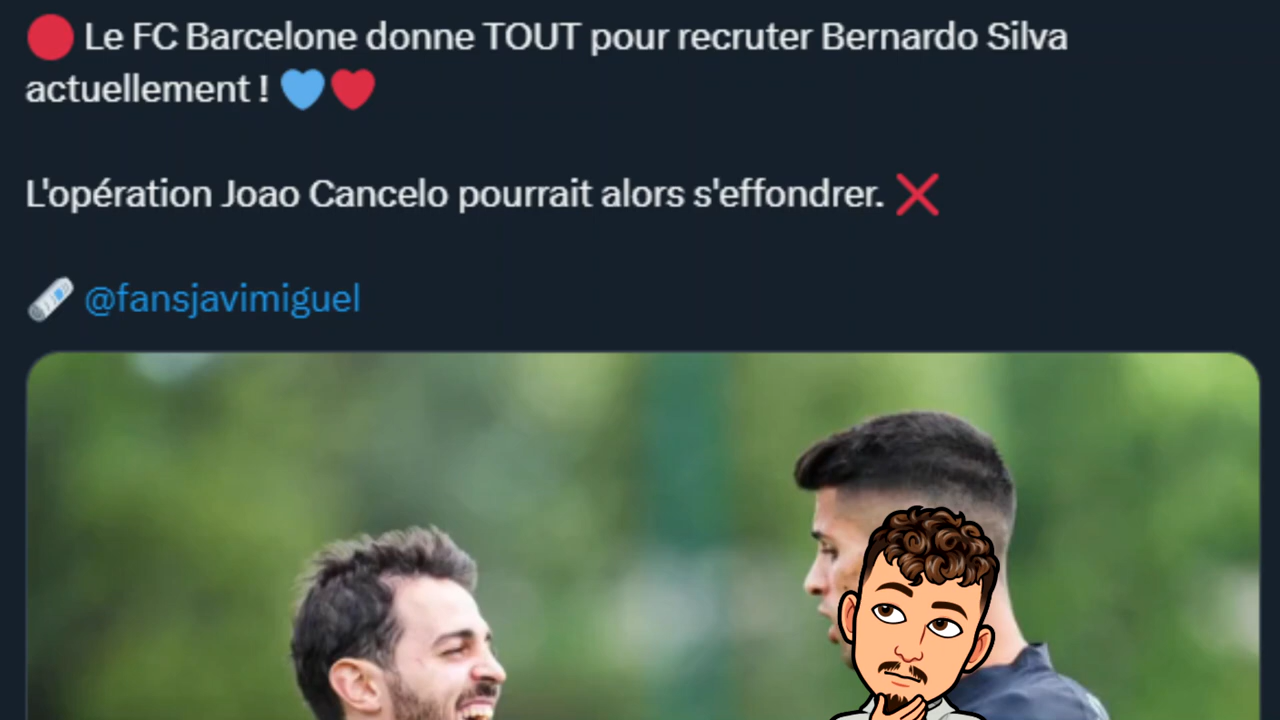 🔴 Le FC Barcelone donne TOUT pour recruter Bernardo Silva
actuellement ! 💙❤️
L'opération Joao Cancelo pourrait alors s'effondrer. ❌
🗞️ @fansjavimiguel